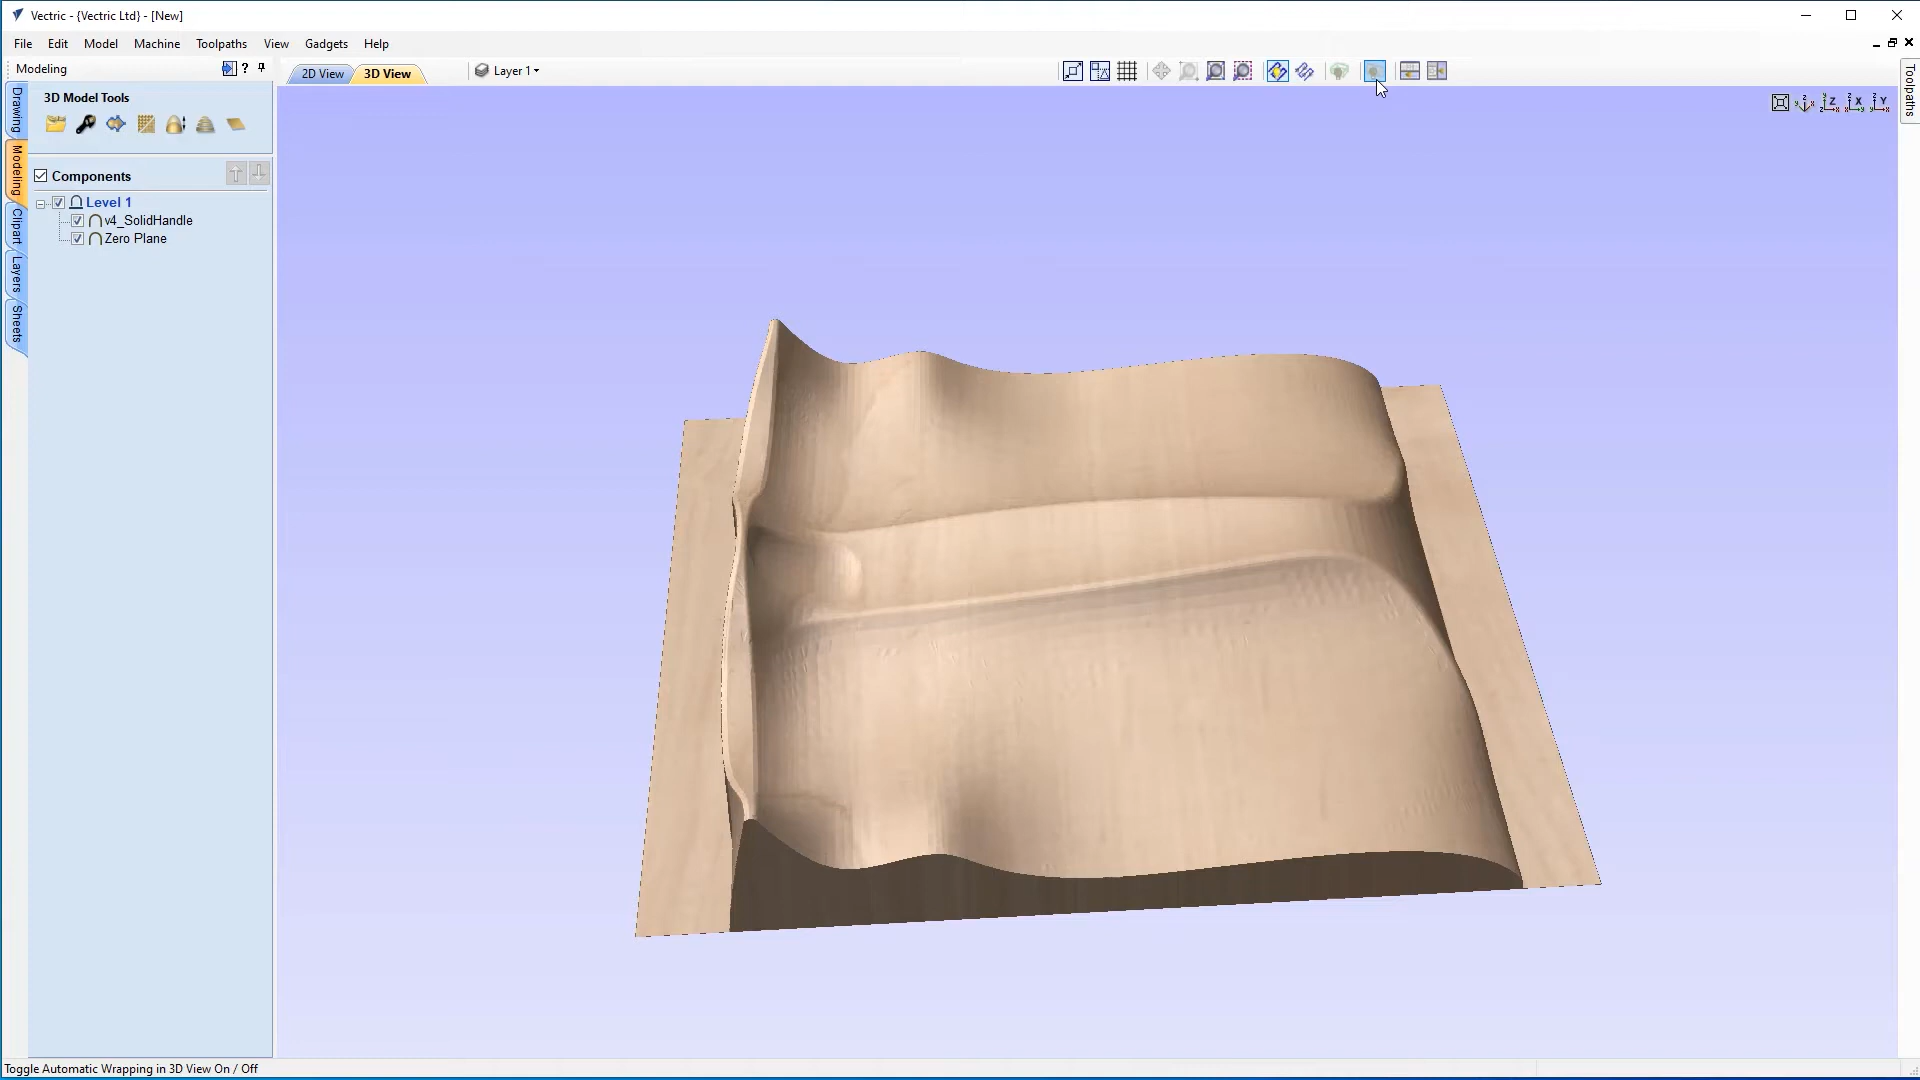 Vectric - {Vectric Ltd} - [New]
File Edit Model Machine Toolpaths View Gadgets Help
Modeling ?
2D View 3D View Layer 1
3D Model Tools
Components
Level 1
v4_SolidHandle
Zero Plane
Drawing
Modeling
Clipart
Layers
Sheets
Toolpaths
Toggle Automatic Wrapping in 3D View On / Off